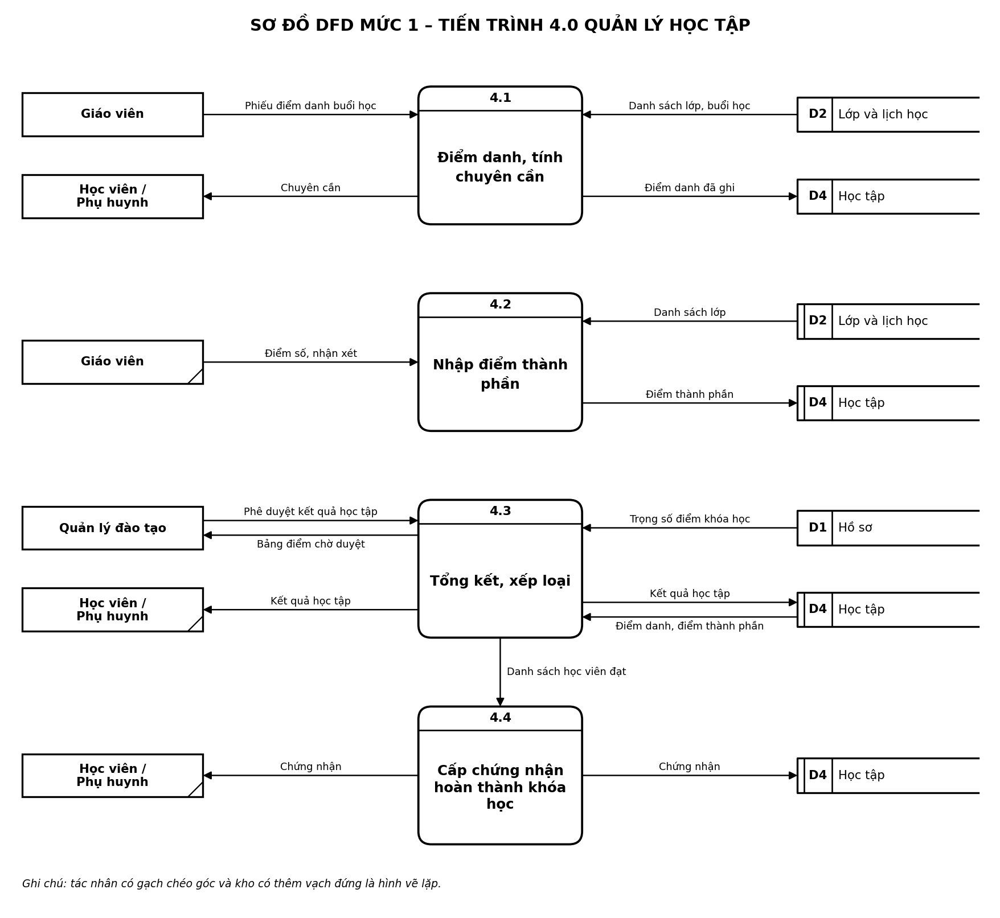 SƠ ĐỒ DFD MỨC 1 – TIẾN TRÌNH 4.0 QUẢN LÝ HỌC TẬP
Giáo viên
Phiếu điểm danh buổi học
4.1
Điểm danh, tính
chuyên cần
Danh sách lớp, buổi học
D2 Lớp và lịch học
Học viên /
Phụ huynh
Chuyên cần
Điểm danh đã ghi
D4 Học tập
4.2
Nhập điểm thành
phần
Danh sách lớp
D2 Lớp và lịch học
Giáo viên
Điểm số, nhận xét
Điểm thành phần
D4 Học tập
Quản lý đào tạo
Phê duyệt kết quả học tập
Bảng điểm chờ duyệt
4.3
Tổng kết, xếp loại
Trọng số điểm khóa học
D1 Hồ sơ
Học viên /
Phụ huynh
Kết quả học tập
Kết quả học tập
Điểm danh, điểm thành phần
D4 Học tập
Danh sách học viên đạt
4.4
Cấp chứng nhận
hoàn thành khóa
học
Học viên /
Phụ huynh
Chứng nhận
Chứng nhận
D4 Học tập
Ghi chú: tác nhân có gạch chéo góc và kho có thêm vạch đứng là hình vẽ lặp.